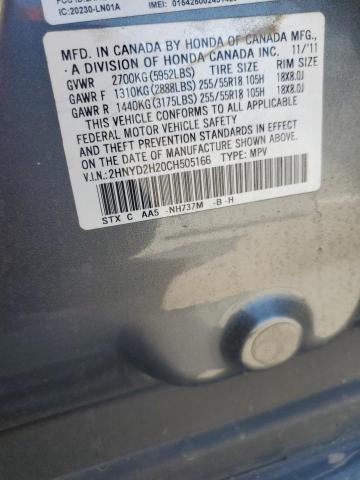 IC: 20230-LN01A
MFD. IN CANADA BY HONDA OF CANADA MFG.,
A DIVISION OF HONDA CANADA INC. 11/'11
GVWR 2700KG (5952LBS) TIRE SIZE RIM SIZE
GAWR F 1310KG (2888LBS) 255/55R18 105H 18X8.0J
GAWR R 1440KG (3175LBS) 255/55R18 105H 18X8.0J
THIS VEHICLE CONFORMS TO ALL APPLICABLE
FEDERAL MOTOR VEHICLE SAFETY
STANDARDS IN EFFECT ON THE DATE OF
MANUFACTURE SHOWN ABOVE.
V.I.N.: 2HNYD2H20CH505166 TYPE: MPV
STX C AA5 -NH737M -B -H